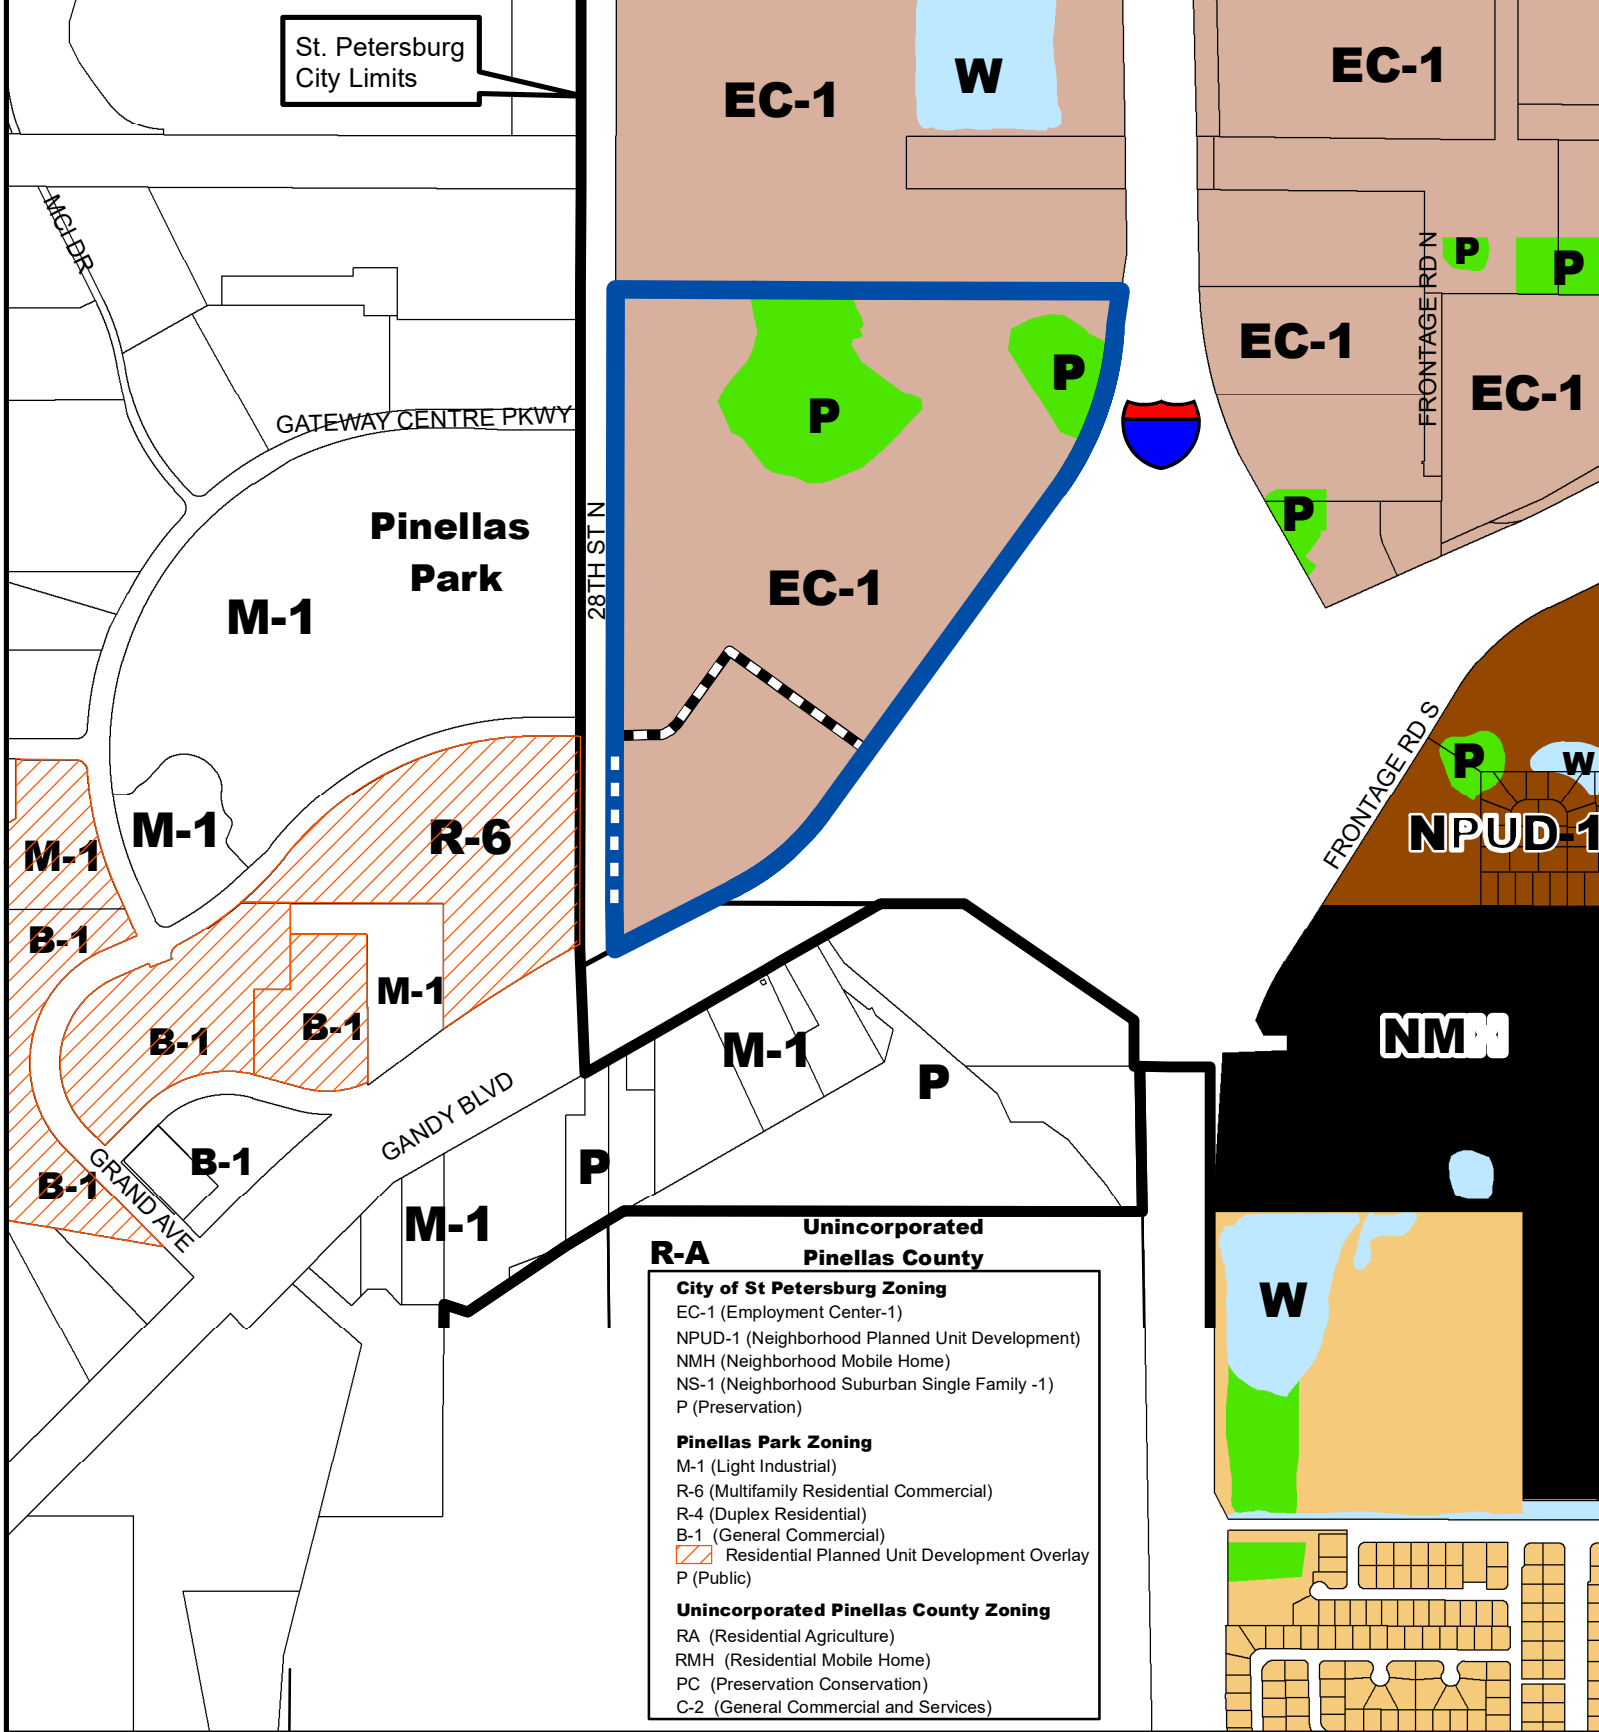 St. Petersburg
City Limits
EC-1
W
EC-1
MCI DR
P
P
FRONTAGE RD N
EC-1
EC-1
P
P
GATEWAY CENTRE PKWY
Pinellas
Park
M-1
28TH ST N
EC-1
P
FRONTAGE RD S
P
W
NPUD-1
M-1
R-6
M-1
B-1
M-1
B-1
B-1
NM
M-1
P
GANDY BLVD
B-1
P
B-1
GRAND AVE
M-1
Unincorporated
Pinellas County
R-A
W
City of St Petersburg Zoning
EC-1 (Employment Center-1)
NPUD-1 (Neighborhood Planned Unit Development)
NMH (Neighborhood Mobile Home)
NS-1 (Neighborhood Suburban Single Family -1)
P (Preservation)
Pinellas Park Zoning
M-1 (Light Industrial)
R-6 (Multifamily Residential Commercial)
R-4 (Duplex Residential)
B-1 (General Commercial)
Residential Planned Unit Development Overlay
P (Public)
Unincorporated Pinellas County Zoning
RA (Residential Agriculture)
RMH (Residential Mobile Home)
PC (Preservation Conservation)
C-2 (General Commercial and Services)